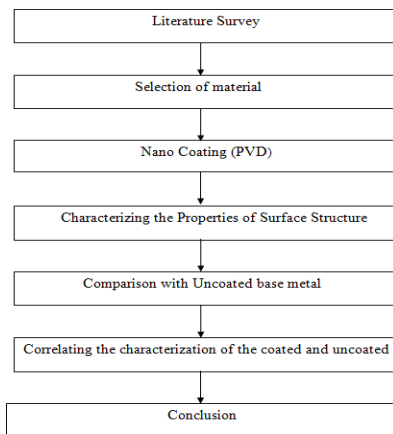 Literature Survey
Selection of material
Nano Coating (PVD)
Characterizing the Properties of Surface Structure
Comparison with Uncoated base metal
Correlating the characterization of the coated and uncoated
Conclusion